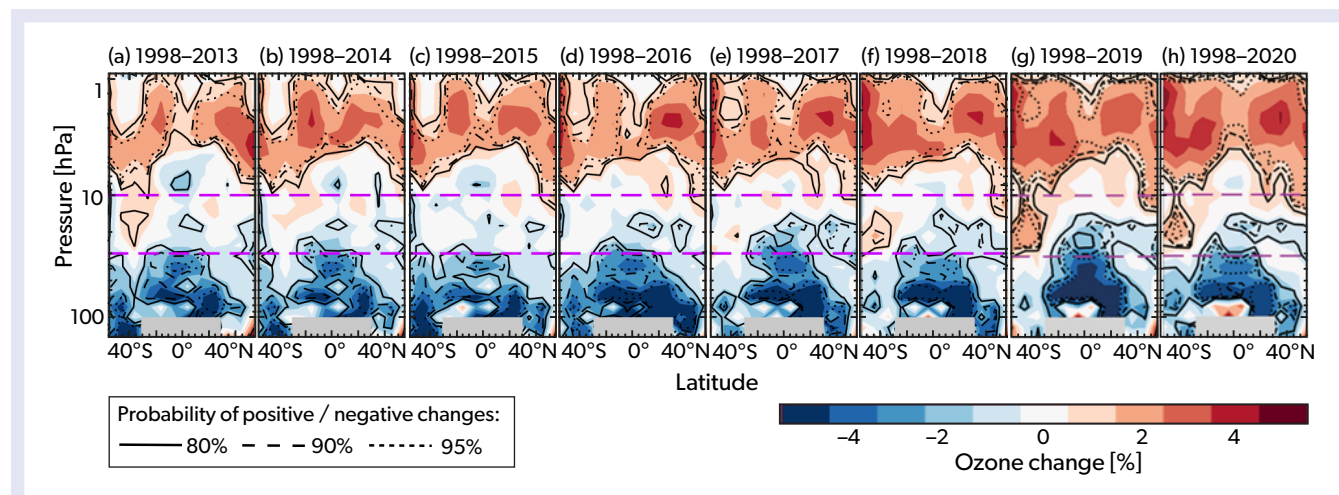 (a) 1998–2013 (b) 1998–2014 (c) 1998–2015 (d) 1998–2016 (e) 1998–2017 (f) 1998–2018 (g) 1998–2019 (h) 1998–2020
Pressure [hPa]
1
10
100
40°S 0° 40°N 40°S 0° 40°N 40°S 0° 40°N 40°S 0° 40°N 40°S 0° 40°N 40°S 0° 40°N 40°S 0° 40°N 40°S 0° 40°N
Latitude
Probability of positive / negative changes:
80% 90% 95%
−4 −2 0 2 4
Ozone change [%]